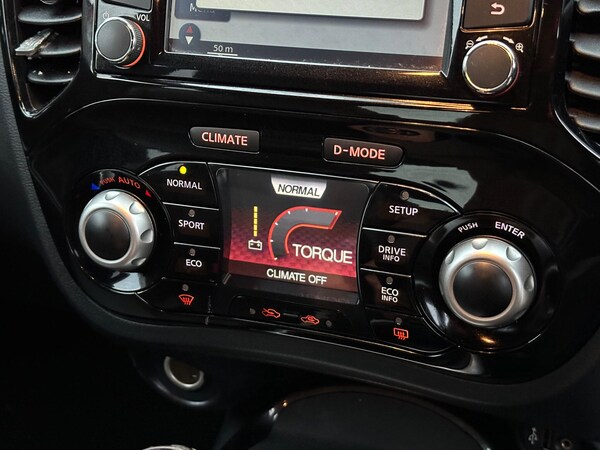 VOL
MENU
50 m
CLIMATE
D-MODE
NORMAL
SPORT
ECO
AUTO
NORMAL
TORQUE
CLIMATE OFF
SETUP
DRIVE
INFO
ECO
INFO
PUSH ENTER